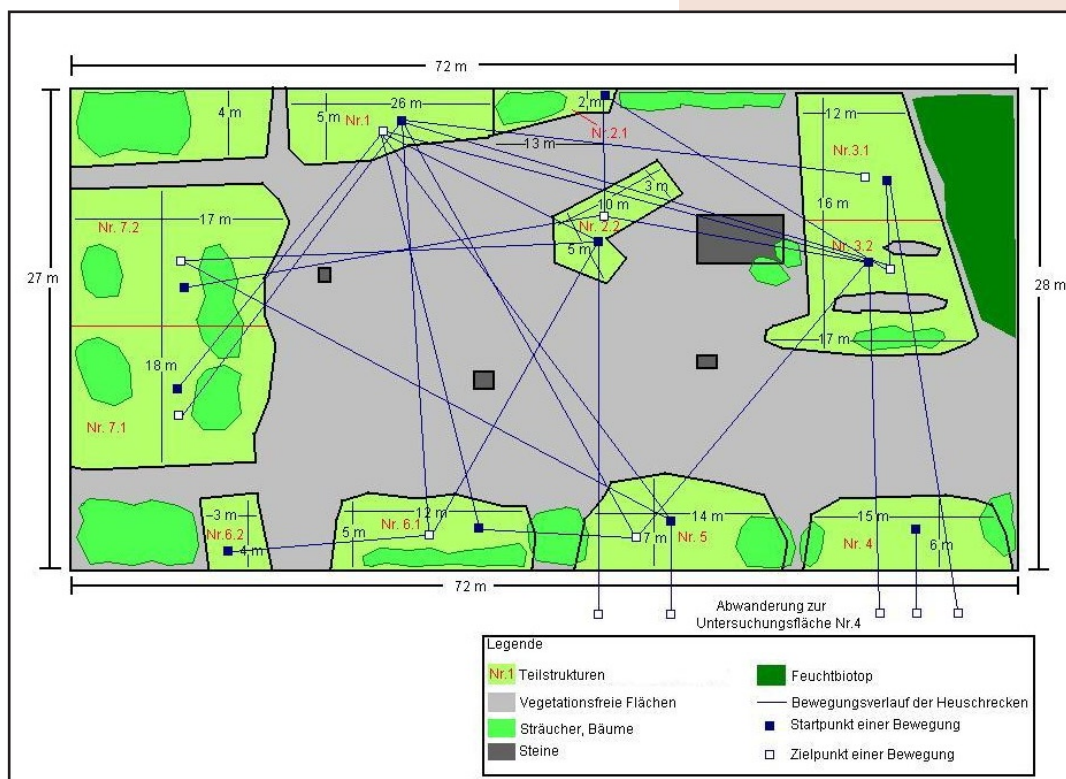 72 m
4 m
5 m
26 m
Nr.1
2 m
Nr.2.1
13 m
12 m
Nr.3.1
3 m
10 m
16 m
Nr. 2.2
5 m
Nr. 7.2
17 m
Nr. 3.2
27 m
28 m
17 m
18 m
Nr. 7.1
3 m
Nr.6.2
4 m
12 m
5 m
Nr. 6.1
14 m
7 m
Nr. 5
15 m
Nr. 4
6 m
72 m
Abwanderung zur
Untersuchungsfläche Nr.4
Legende
Nr.1 Teilstrukturen
Vegetationsfreie Flächen
Sträucher, Bäume
Steine
Feuchtbiotop
Bewegungsverlauf der Heuschrecken
Startpunkt einer Bewegung
Zielpunkt einer Bewegung